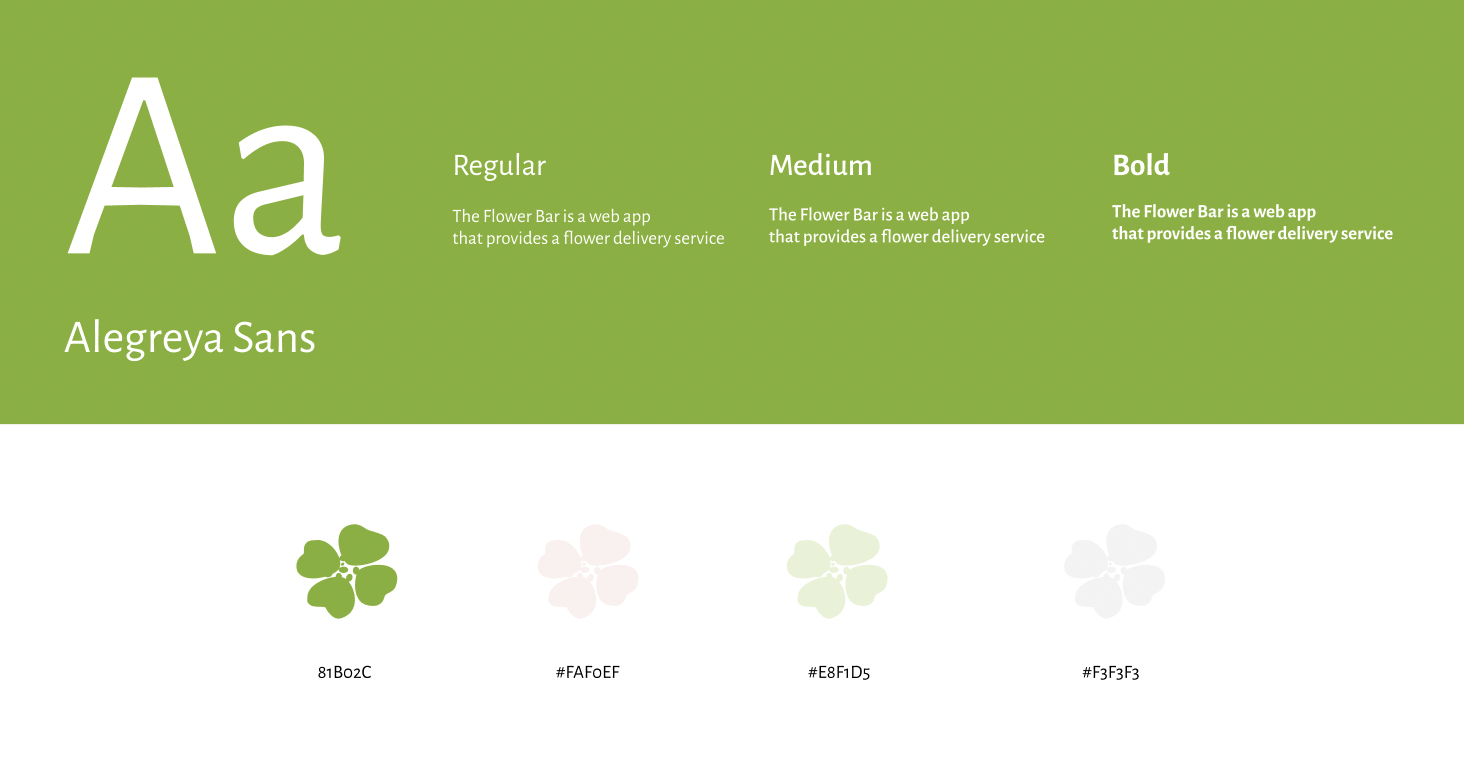 Aa
Alegreya Sans
Regular
The Flower Bar is a web app
that provides a flower delivery service
Medium
The Flower Bar is a web app
that provides a flower delivery service
Bold
The Flower Bar is a web app
that provides a flower delivery service
81B02C
#FAF0EF
#E8F1D5
#F3F3F3